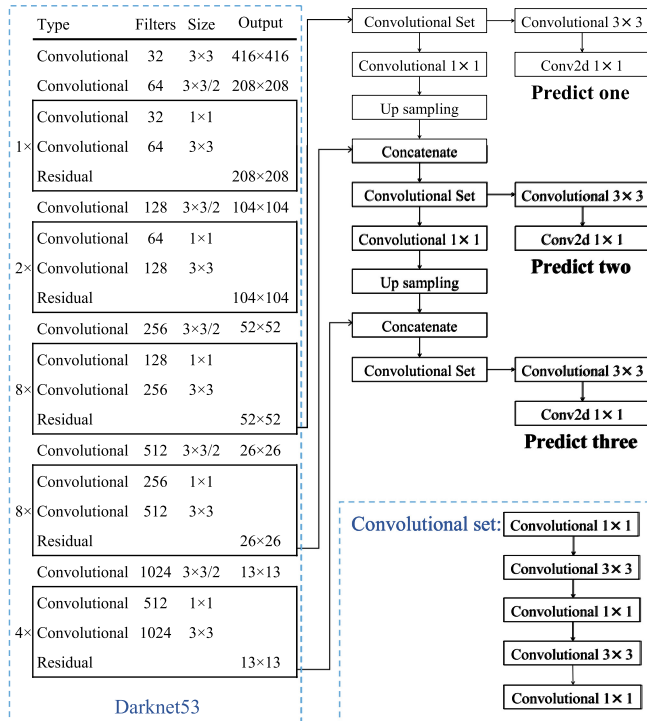 Type Filters Size Output
Convolutional 32 3×3 416×416
Convolutional 64 3×3/2 208×208
1×
Convolutional 32 1×1
Convolutional 64 3×3
Residual 208×208
Convolutional 128 3×3/2 104×104
2×
Convolutional 64 1×1
Convolutional 128 3×3
Residual 104×104
Convolutional 256 3×3/2 52×52
8×
Convolutional 128 1×1
Convolutional 256 3×3
Residual 52×52
Convolutional 512 3×3/2 26×26
8×
Convolutional 256 1×1
Convolutional 512 3×3
Residual 26×26
Convolutional 1024 3×3/2 13×13
4×
Convolutional 512 1×1
Convolutional 1024 3×3
Residual 13×13
Darknet53
Convolutional Set
Convolutional 3×3
Convolutional 1×1
Conv2d 1×1
Predict one
Up sampling
Concatenate
Convolutional Set
Convolutional 3×3
Convolutional 1×1
Conv2d 1×1
Predict two
Up sampling
Concatenate
Convolutional Set
Convolutional 3×3
Conv2d 1×1
Predict three
Convolutional set:
Convolutional 1×1
Convolutional 3×3
Convolutional 1×1
Convolutional 3×3
Convolutional 1×1